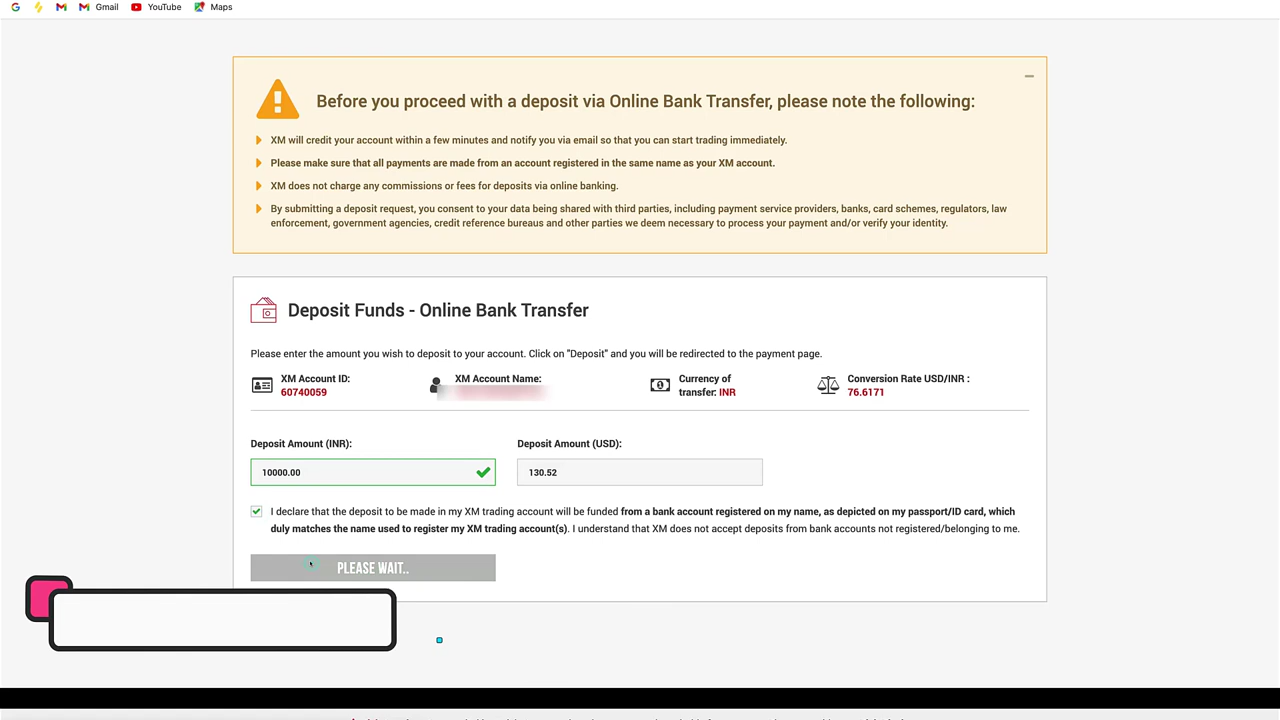 Gmail YouTube Maps
Before you proceed with a deposit via Online Bank Transfer, please note the following:
XM will credit your account within a few minutes and notify you via email so that you can start trading immediately.
Please make sure that all payments are made from an account registered in the same name as your XM account.
XM does not charge any commissions or fees for deposits via online banking.
By submitting a deposit request, you consent to your data being shared with third parties, including payment service providers, banks, card schemes, regulators, law
enforcement, government agencies, credit reference bureaus and other parties we deem necessary to process your payment and/or verify your identity.
Deposit Funds - Online Bank Transfer
Please enter the amount you wish to deposit to your account. Click on "Deposit" and you will be redirected to the payment page.
XM Account ID: XM Account Name: Currency of Conversion Rate USD/INR :
60740059 transfer: INR 76.6171
Deposit Amount (INR): Deposit Amount (USD):
10000.00 130.52
I declare that the deposit to be made in my XM trading account will be funded from a bank account registered on my name, as depicted on my passport/ID card, which
duly matches the name used to register my XM trading account(s). I understand that XM does not accept deposits from bank accounts not registered/belonging to me.
PLEASE WAIT..